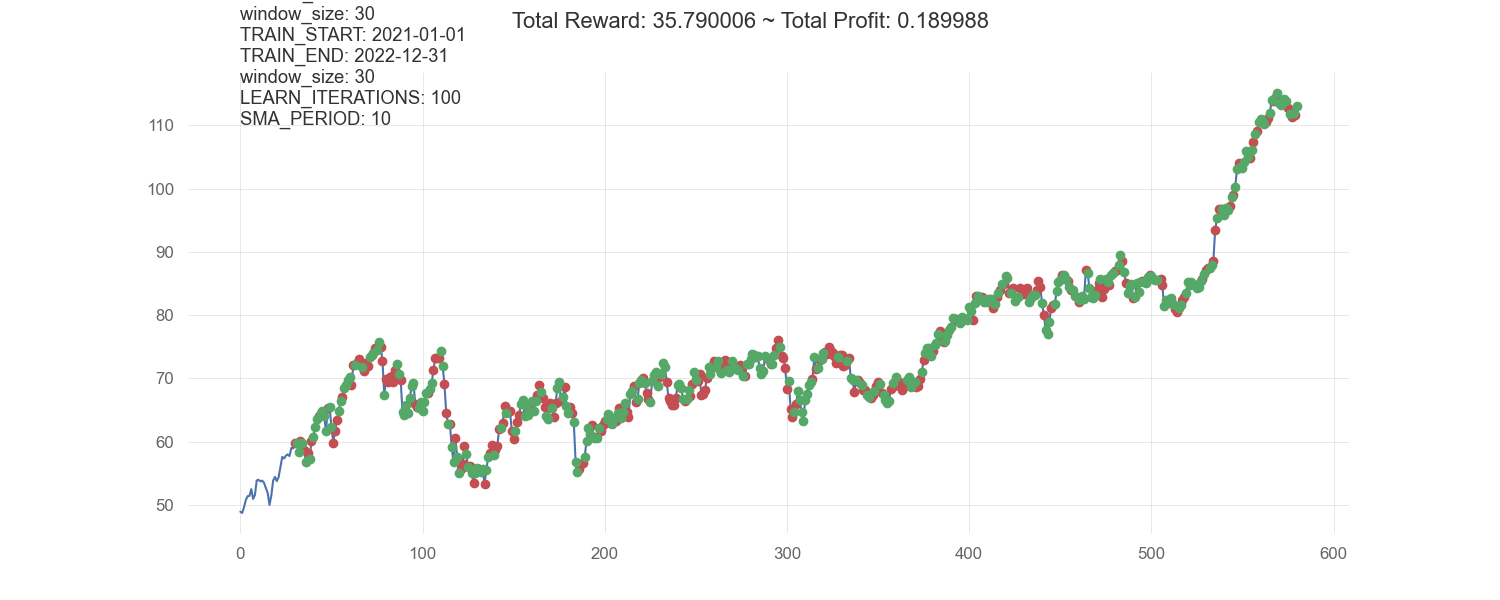 window_size: 30
Total Reward: 35.790006 ~ Total Profit: 0.189988
TRAIN_START: 2021-01-01
TRAIN_END: 2022-12-31
window_size: 30
LEARN_ITERATIONS: 100
SMA_PERIOD: 10
110
100
90
80
70
60
50
0 100 200 300 400 500 600